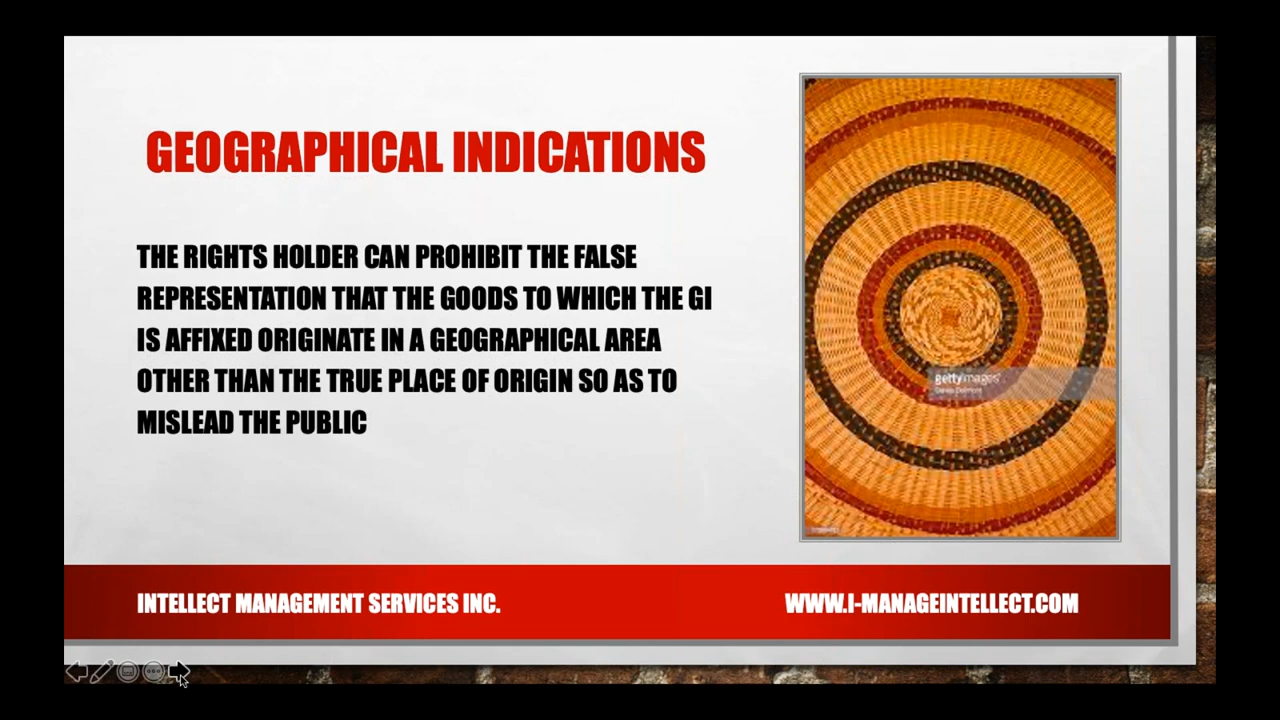 GEOGRAPHICAL INDICATIONS
THE RIGHTS HOLDER CAN PROHIBIT THE FALSE
REPRESENTATION THAT THE GOODS TO WHICH THE GI
IS AFFIXED ORIGINATE IN A GEOGRAPHICAL AREA
OTHER THAN THE TRUE PLACE OF ORIGIN SO AS TO
MISLEAD THE PUBLIC
gettyimages
INTELLECT MANAGEMENT SERVICES INC.
WWW.I-MANAGEINTELLECT.COM